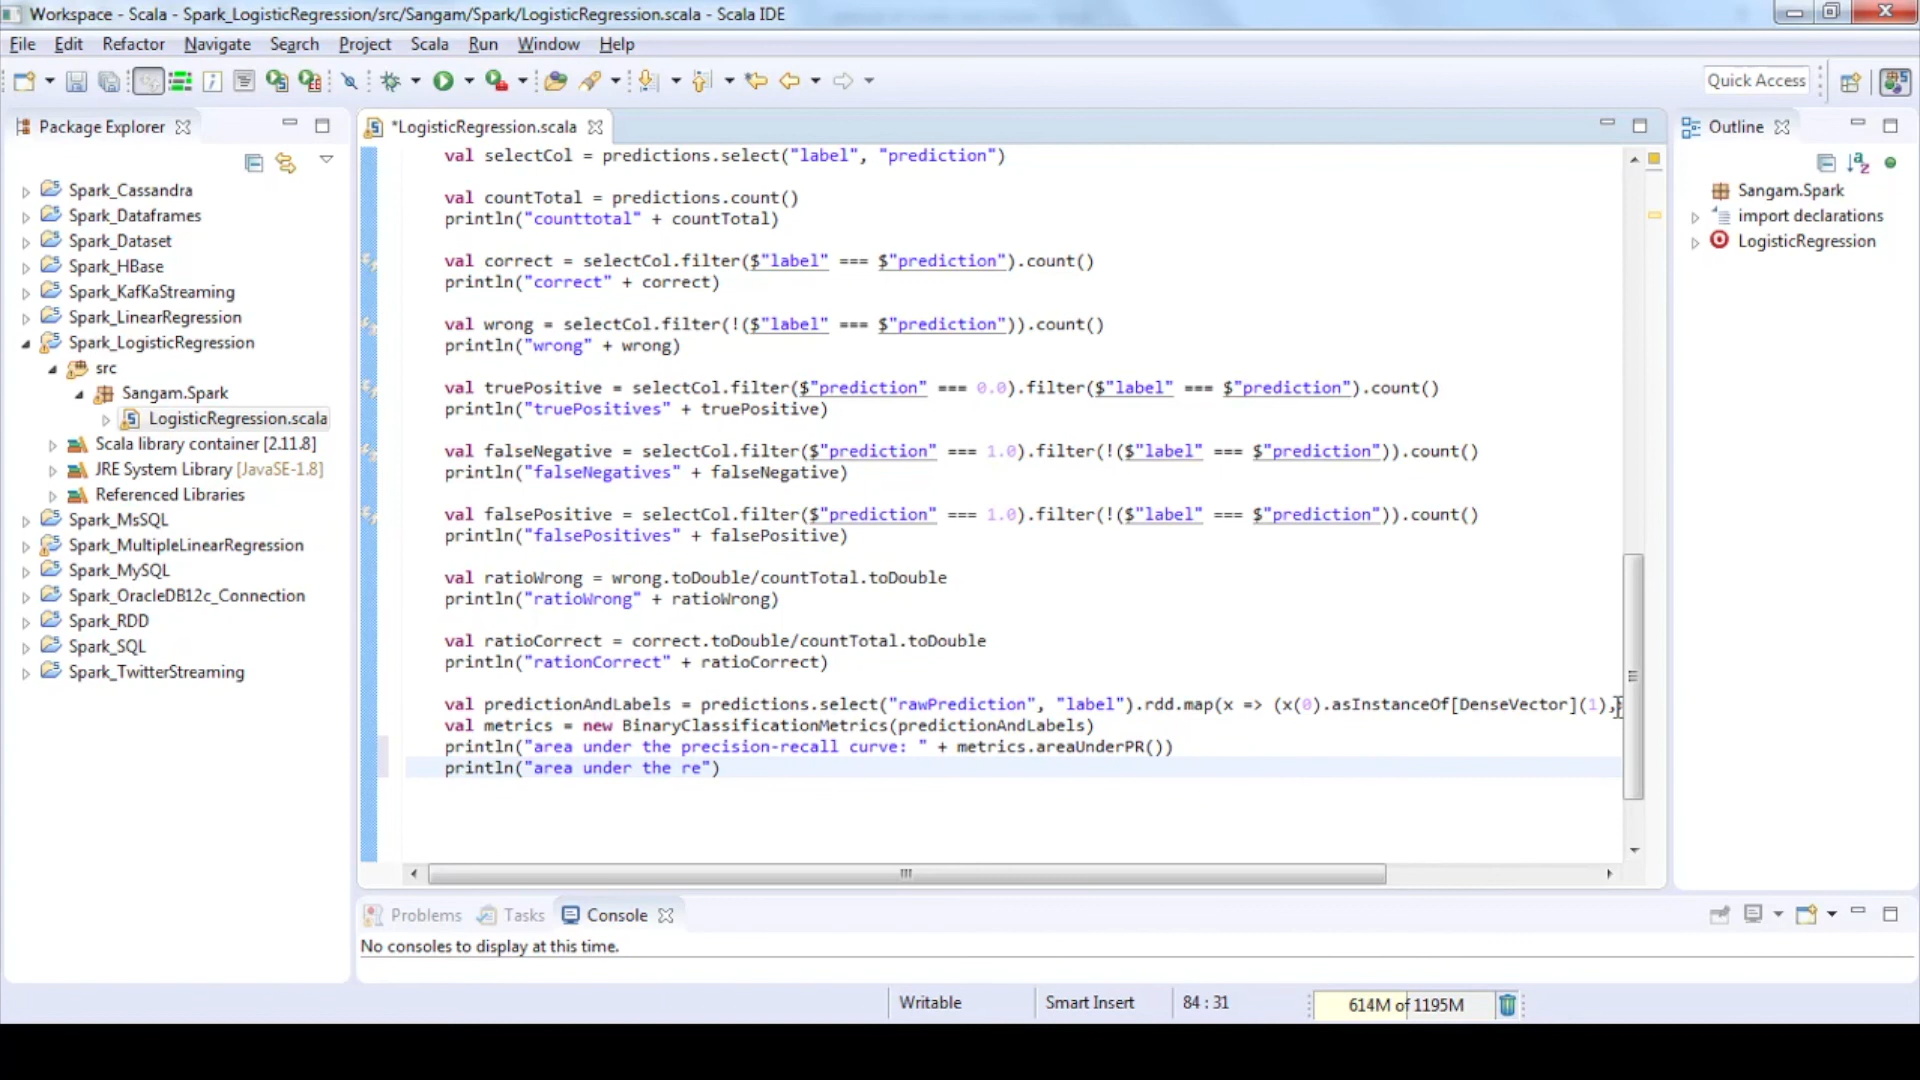 Workspace - Scala - Spark_LogisticRegression/src/Sangam/Spark/LogisticRegression.scala - Scala IDE
File Edit Refactor Navigate Search Project Scala Run Window Help
Quick Access
Package Explorer
Spark_Cassandra
Spark_Dataframes
Spark_Dataset
Spark_HBase
Spark_KafKaStreaming
Spark_LinearRegression
Spark_LogisticRegression
src
Sangam.Spark
LogisticRegression.scala
Scala library container [2.11.8]
JRE System Library [JavaSE-1.8]
Referenced Libraries
Spark_MsSQL
Spark_MultipleLinearRegression
Spark_MySQL
Spark_OracleDB12c_Connection
Spark_RDD
Spark_SQL
Spark_TwitterStreaming
*LogisticRegression.scala
val selectCol = predictions.select("label", "prediction")
val countTotal = predictions.count()
println("counttotal" + countTotal)
val correct = selectCol.filter($"label" === $"prediction").count()
println("correct" + correct)
val wrong = selectCol.filter(!($"label" === $"prediction")).count()
println("wrong" + wrong)
val truePositive = selectCol.filter($"prediction" === 0.0).filter($"label" === $"prediction").count()
println("truePositives" + truePositive)
val falseNegative = selectCol.filter($"prediction" === 1.0).filter(!($"label" === $"prediction")).count()
println("falseNegatives" + falseNegative)
val falsePositive = selectCol.filter($"prediction" === 1.0).filter(!($"label" === $"prediction")).count()
println("falsePositives" + falsePositive)
val ratioWrong = wrong.toDouble/countTotal.toDouble
println("ratioWrong" + ratioWrong)
val ratioCorrect = correct.toDouble/countTotal.toDouble
println("rationCorrect" + ratioCorrect)
val predictionAndLabels = predictions.select("rawPrediction", "label").rdd.map(x => (x(0).asInstanceOf[DenseVector](1),
val metrics = new BinaryClassificationMetrics(predictionAndLabels)
println("area under the precision-recall curve: " + metrics.areaUnderPR())
println("area under the re")
Outline
Sangam.Spark
import declarations
LogisticRegression
Problems Tasks Console
No consoles to display at this time.
Writable Smart Insert 84 : 31 614M of 1195M